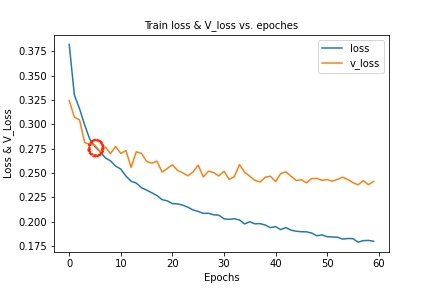 Train loss & V_loss vs. epoches
loss
v_loss
Loss & V_Loss
0.375
0.350
0.325
0.300
0.275
0.250
0.225
0.200
0.175
0 10 20 30 40 50 60
Epochs